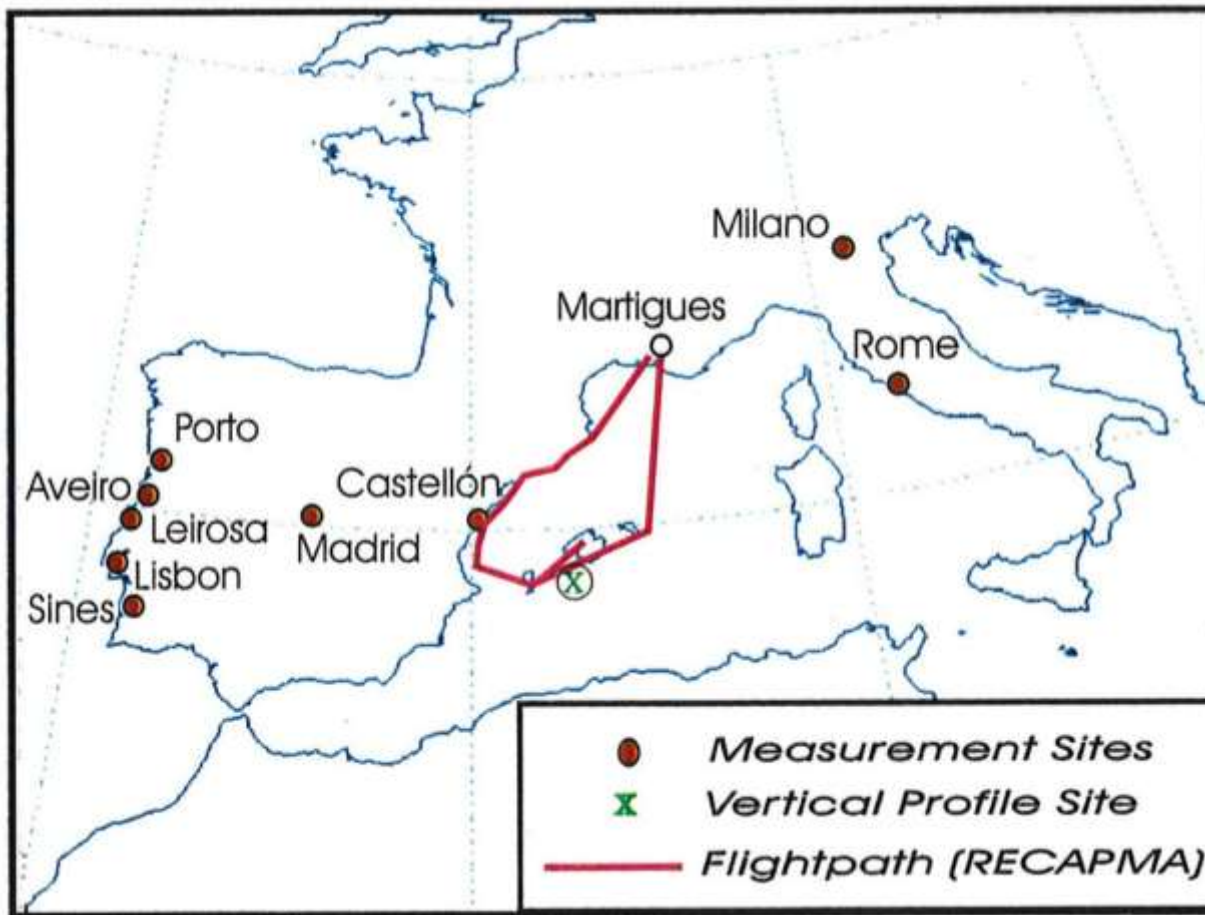 Milano
Martigues
Rome
Porto
Aveiro
Castellón
Leirosa
Madrid
Lisbon
Sines
X
Measurement Sites
X Vertical Profile Site
Flightpath (RECAPMA)